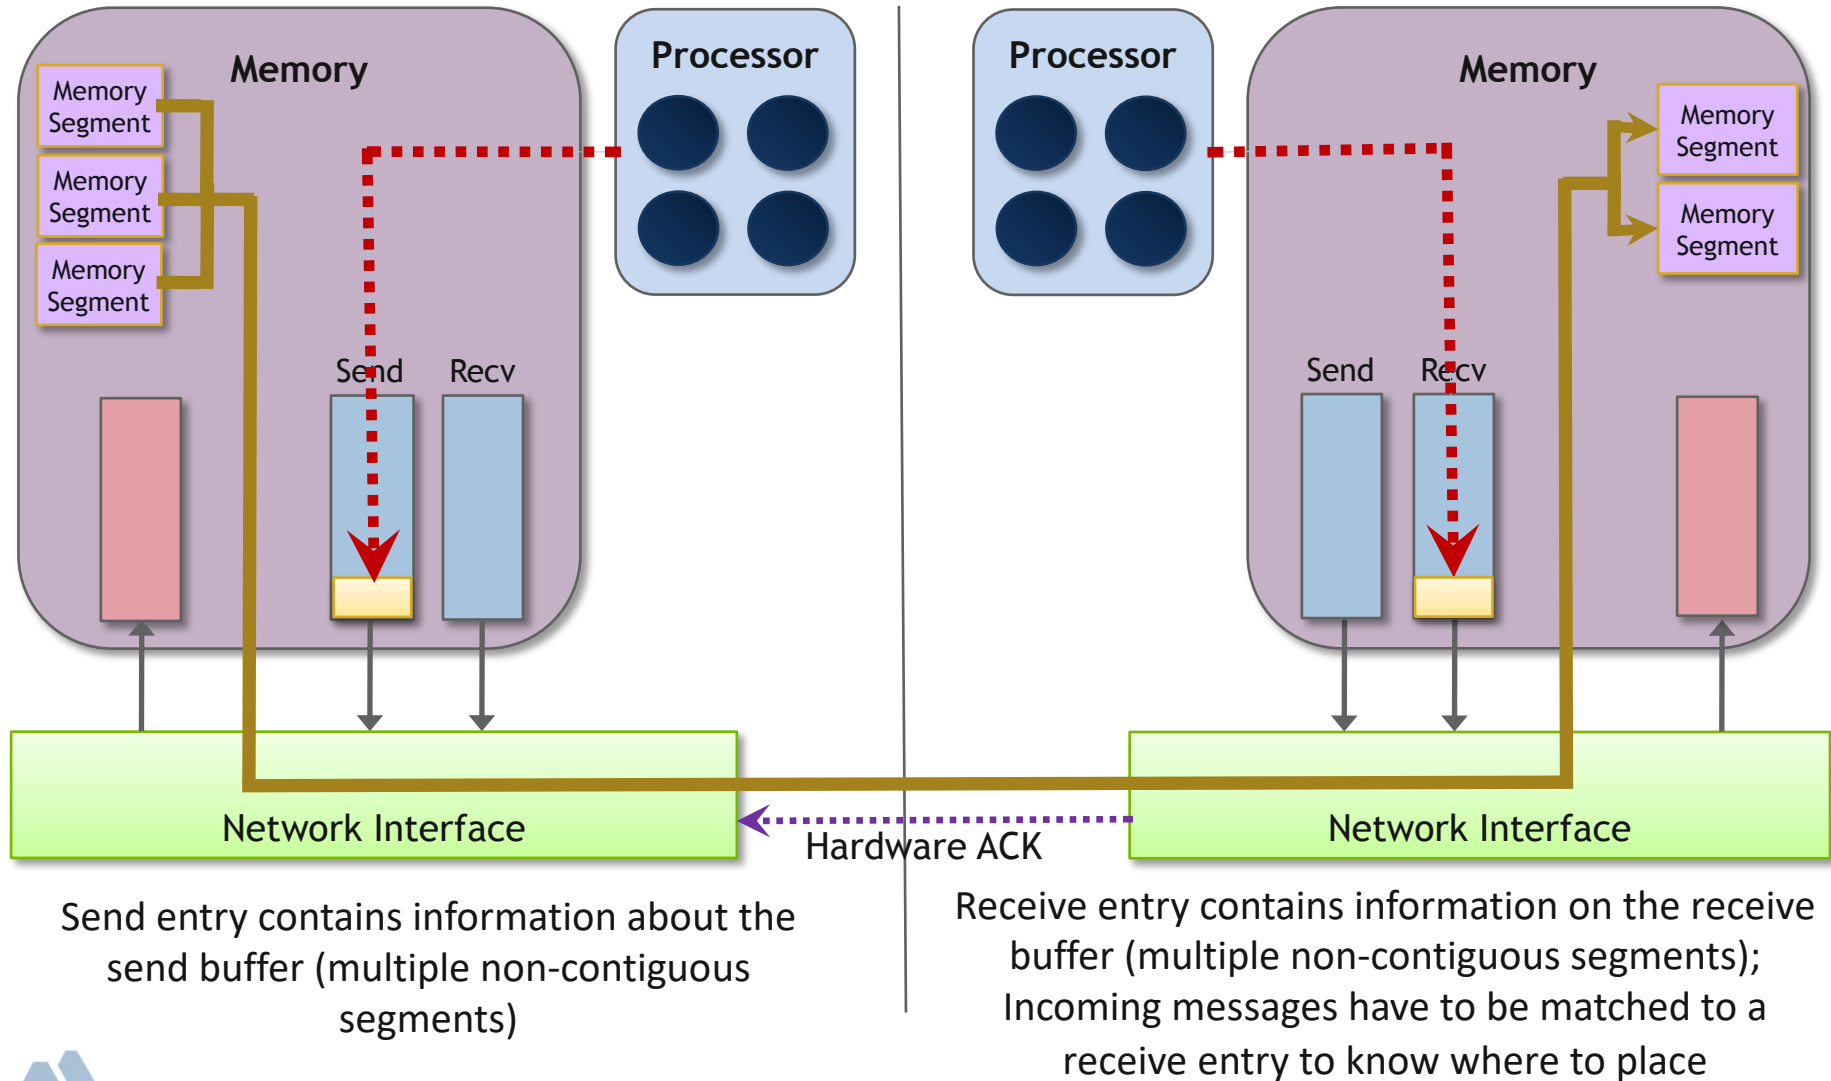 Memory
Processor
Memory
Segment
Memory
Segment
Memory
Segment
Send
Recv
Network Interface
Processor
Memory
Memory
Segment
Memory
Segment
Send
Recv
Network Interface
Hardware ACK
Send entry contains information about the
send buffer (multiple non-contiguous
segments)
Receive entry contains information on the receive
buffer (multiple non-contiguous segments);
Incoming messages have to be matched to a
receive entry to know where to place